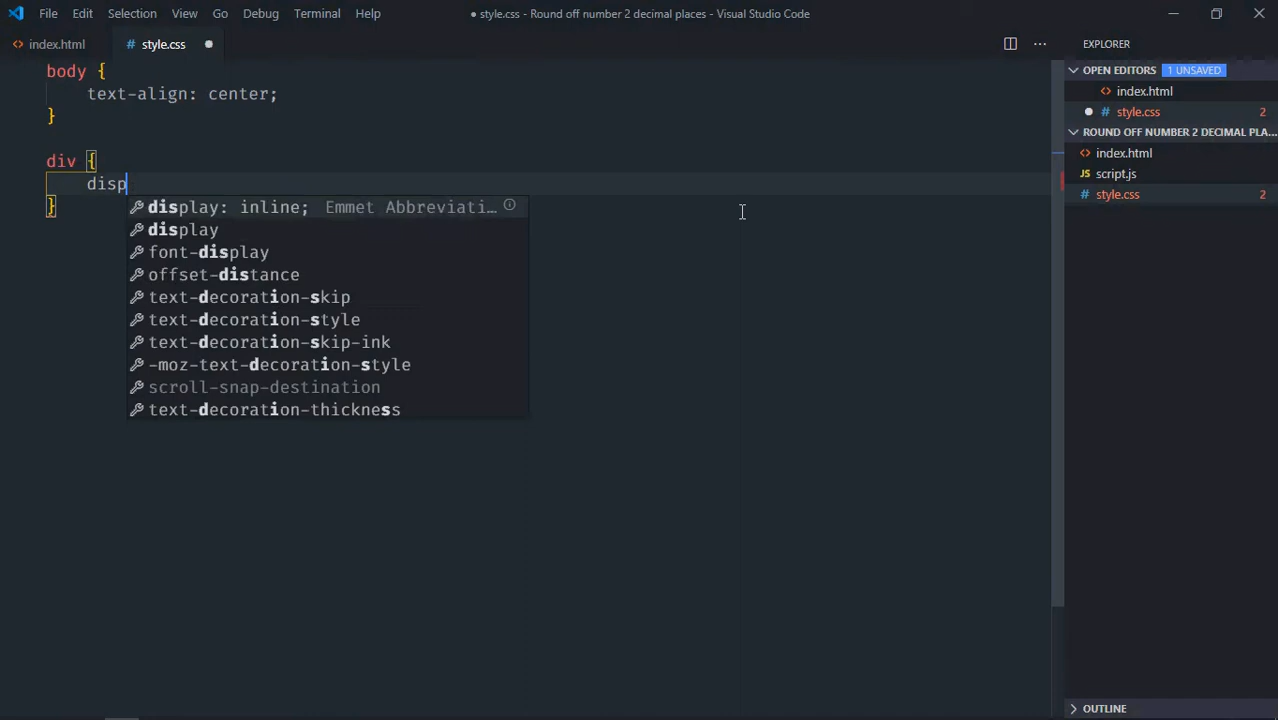 File Edit Selection View Go Debug Terminal Help
● style.css - Round off number 2 decimal places - Visual Studio Code
<> index.html
# style.css ●
body {
text-align: center;
}
div {
disp
}
display: inline; Emmet Abbreviati…
display
font-display
offset-distance
text-decoration-skip
text-decoration-style
text-decoration-skip-ink
-moz-text-decoration-style
scroll-snap-destination
text-decoration-thickness
EXPLORER
OPEN EDITORS 1 UNSAVED
<> index.html
● # style.css 2
ROUND OFF NUMBER 2 DECIMAL PLA...
<> index.html
JS script.js
# style.css 2
OUTLINE